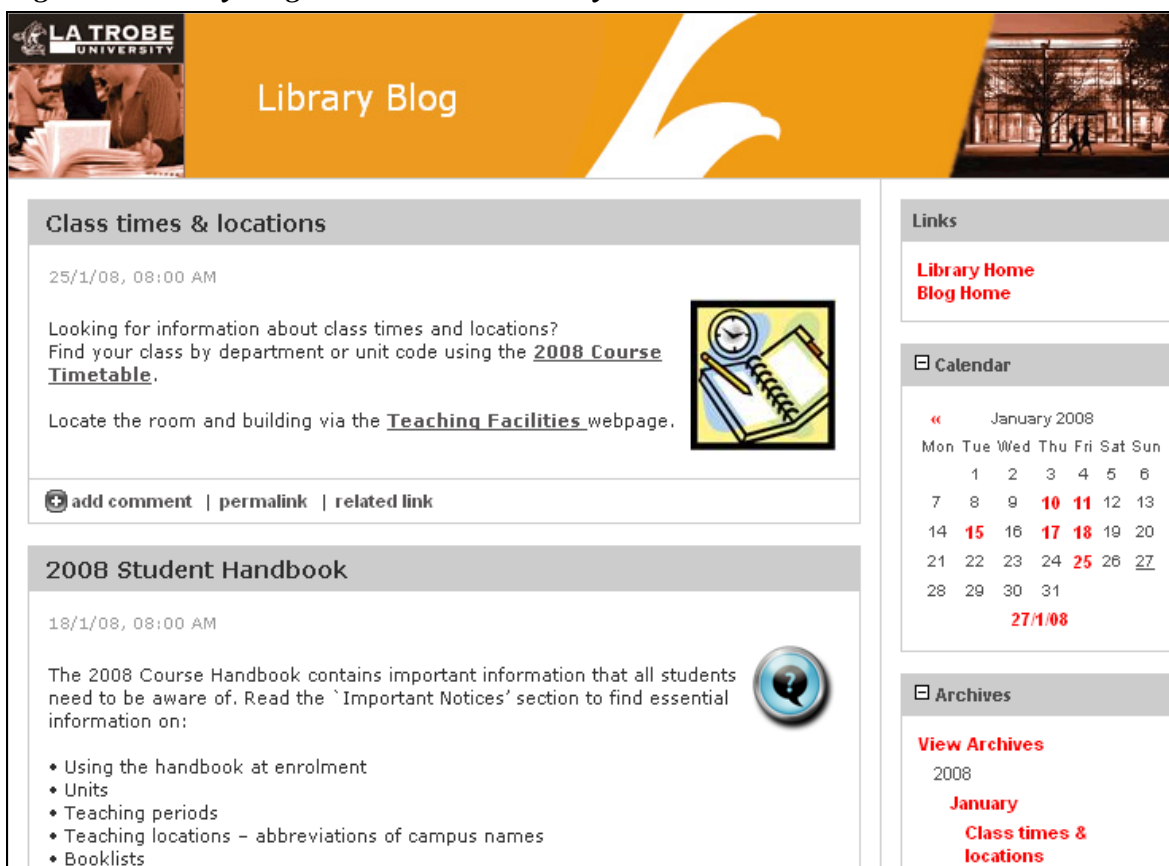 LA TROBE
UNIVERSITY
Library Blog
Class times & locations
25/1/08, 08:00 AM
Looking for information about class times and locations?
Find your class by department or unit code using the 2008 Course
Timetable.
Locate the room and building via the Teaching Facilities webpage.
add comment | permalink | related link
2008 Student Handbook
18/1/08, 08:00 AM
The 2008 Course Handbook contains important information that all students
need to be aware of. Read the `Important Notices' section to find essential
information on:
• Using the handbook at enrolment
• Units
• Teaching periods
• Teaching locations – abbreviations of campus names
• Booklists
Links
Library Home
Blog Home
Calendar
« January 2008
Mon Tue Wed Thu Fri Sat Sun
1 2 3 4 5 6
7 8 9 10 11 12 13
14 15 16 17 18 19 20
21 22 23 24 25 26 27
28 29 30 31
27/1/08
Archives
View Archives
2008
January
Class times &
locations